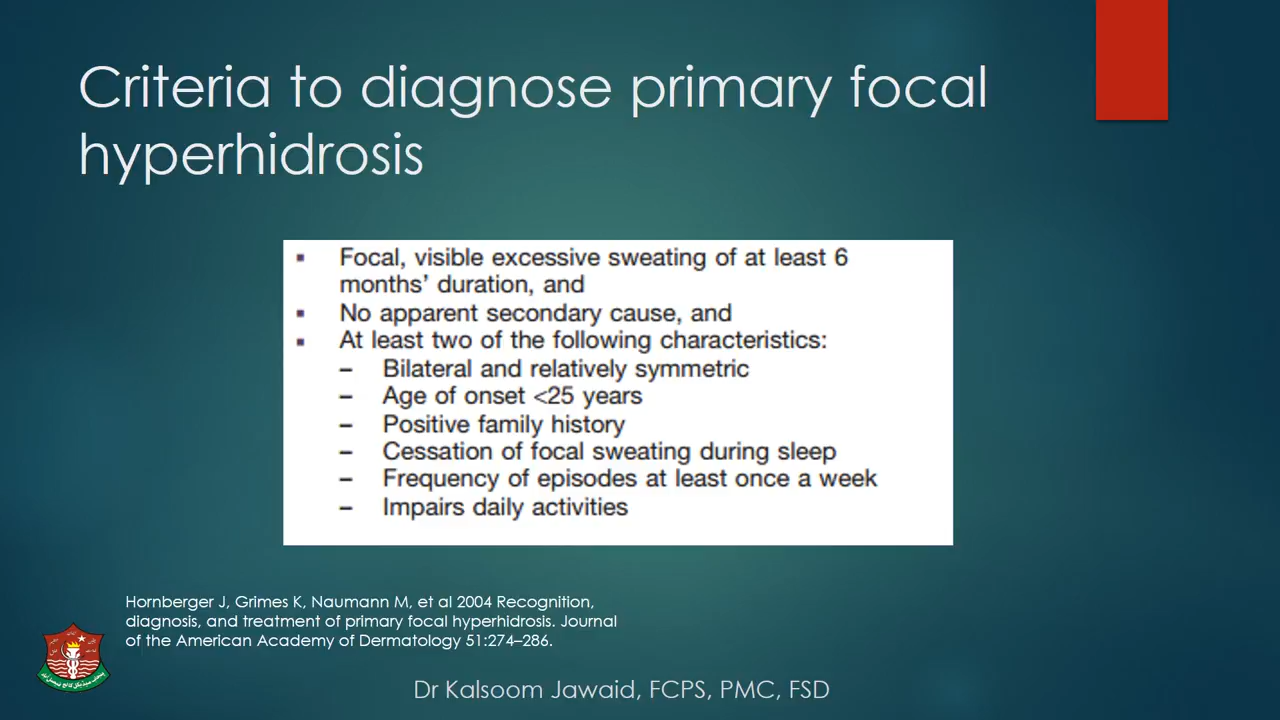 Criteria to diagnose primary focal
hyperhidrosis
▪ Focal, visible excessive sweating of at least 6
months’ duration, and
▪ No apparent secondary cause, and
▪ At least two of the following characteristics:
– Bilateral and relatively symmetric
– Age of onset <25 years
– Positive family history
– Cessation of focal sweating during sleep
– Frequency of episodes at least once a week
– Impairs daily activities
Hornberger J, Grimes K, Naumann M, et al 2004 Recognition,
diagnosis, and treatment of primary focal hyperhidrosis. Journal
of the American Academy of Dermatology 51:274–286.
Dr Kalsoom Jawaid, FCPS, PMC, FSD